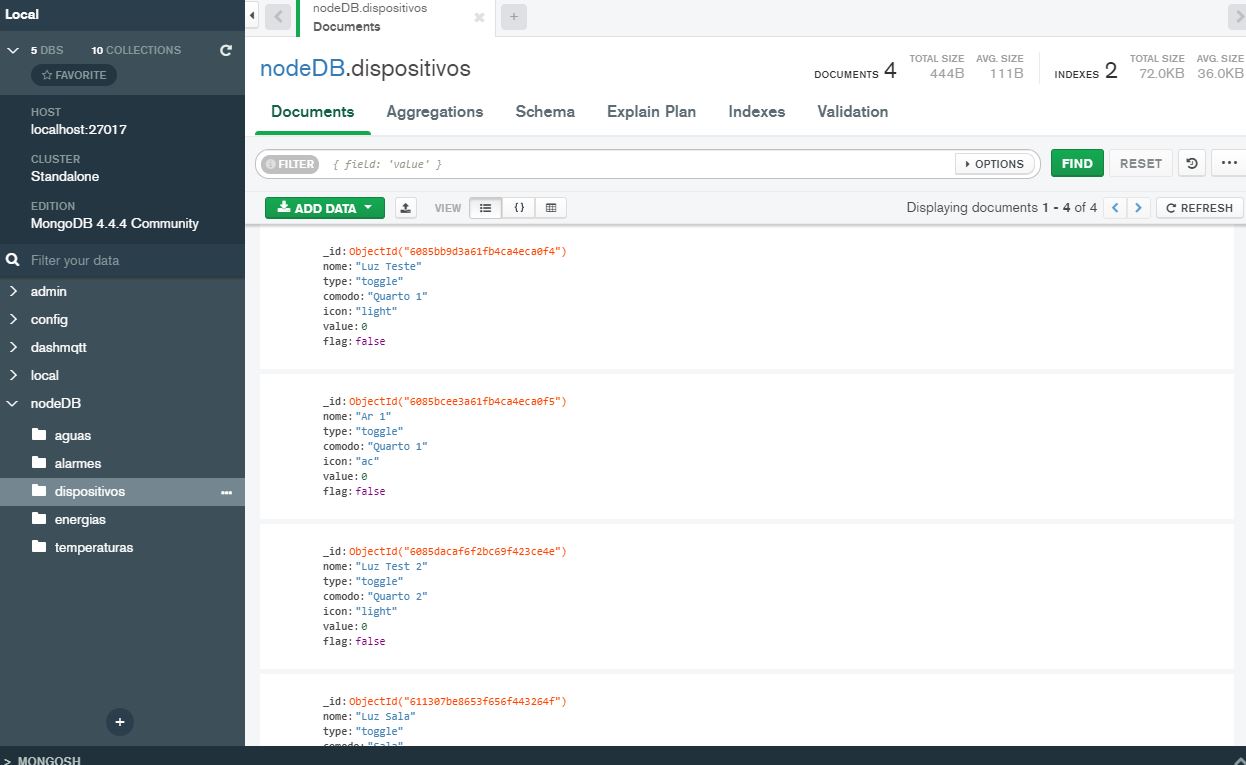 Local
5 DBS 10 COLLECTIONS
FAVORITE
HOST
localhost:27017
CLUSTER
Standalone
EDITION
MongoDB 4.4.4 Community
Filter your data
admin
config
dashmqtt
local
nodeDB
aguas
alarmes
dispositivos
energias
temperaturas
> MONGOSH
nodeDB.dispositivos
Documents
nodeDB.dispositivos
DOCUMENTS 4 TOTAL SIZE 444B AVG. SIZE 111B INDEXES 2 TOTAL SIZE 72.0KB AVG. SIZE 36.0KB
Documents Aggregations Schema Explain Plan Indexes Validation
FILTER { field: 'value' } OPTIONS FIND RESET
ADD DATA VIEW {} Displaying documents 1 - 4 of 4 REFRESH
_id: ObjectId("6085bb9d3a61fb4ca4eca0f4")
nome: "Luz Teste"
type: "toggle"
comodo: "Quarto 1"
icon: "light"
value: 0
flag: false
_id: ObjectId("6085bcee3a61fb4ca4eca0f5")
nome: "Ar 1"
type: "toggle"
comodo: "Quarto 1"
icon: "ac"
value: 0
flag: false
_id: ObjectId("6085dacaf6f2bc69f423ce4e")
nome: "Luz Test 2"
type: "toggle"
comodo: "Quarto 2"
icon: "light"
value: 0
flag: false
_id: ObjectId("611307be8653f656f443264f")
nome: "Luz Sala"
type: "toggle"
comodo: "Sala"